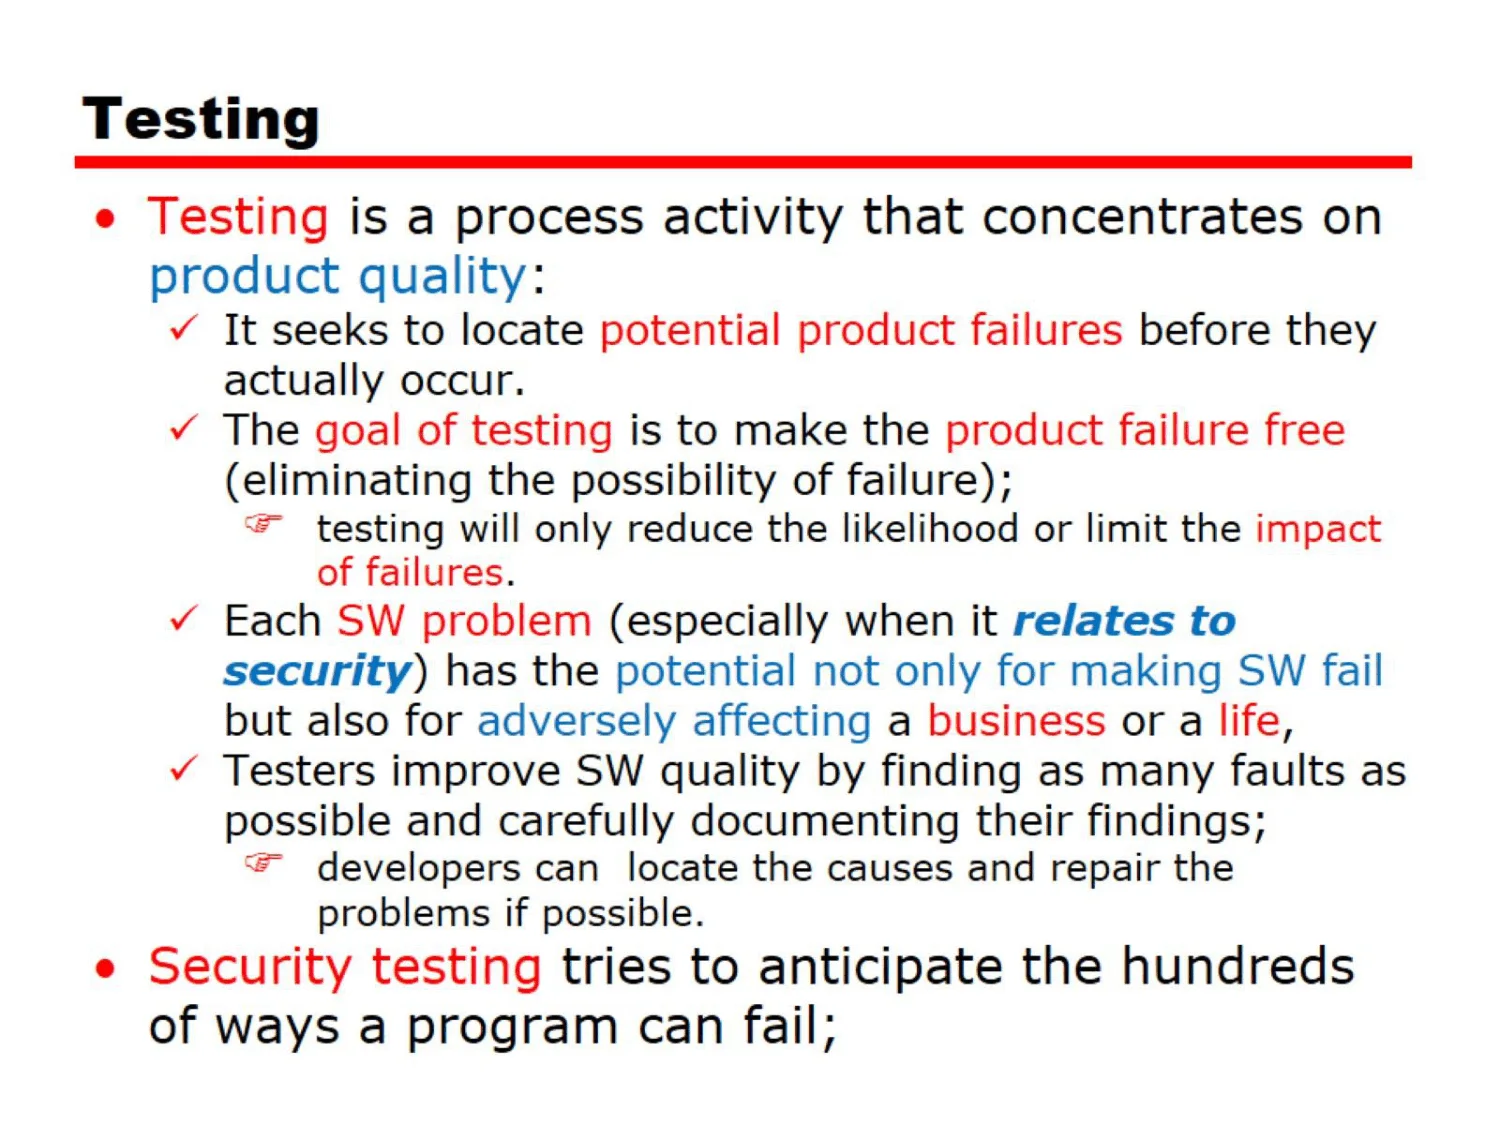 Testing
• Testing is a process activity that concentrates on
product quality:
✓ It seeks to locate potential product failures before they
actually occur.
✓ The goal of testing is to make the product failure free
(eliminating the possibility of failure);
☞ testing will only reduce the likelihood or limit the impact
of failures.
✓ Each SW problem (especially when it relates to
security) has the potential not only for making SW fail
but also for adversely affecting a business or a life,
✓ Testers improve SW quality by finding as many faults as
possible and carefully documenting their findings;
☞ developers can  locate the causes and repair the
problems if possible.
• Security testing tries to anticipate the hundreds
of ways a program can fail;